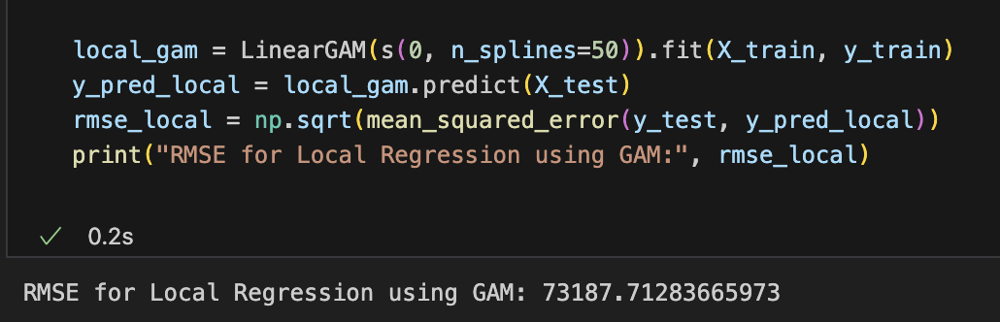 local_gam = LinearGAM(s(0, n_splines=50)).fit(X_train, y_train)
y_pred_local = local_gam.predict(X_test)
rmse_local = np.sqrt(mean_squared_error(y_test, y_pred_local))
print("RMSE for Local Regression using GAM:", rmse_local)
0.2s
RMSE for Local Regression using GAM: 73187.71283665973